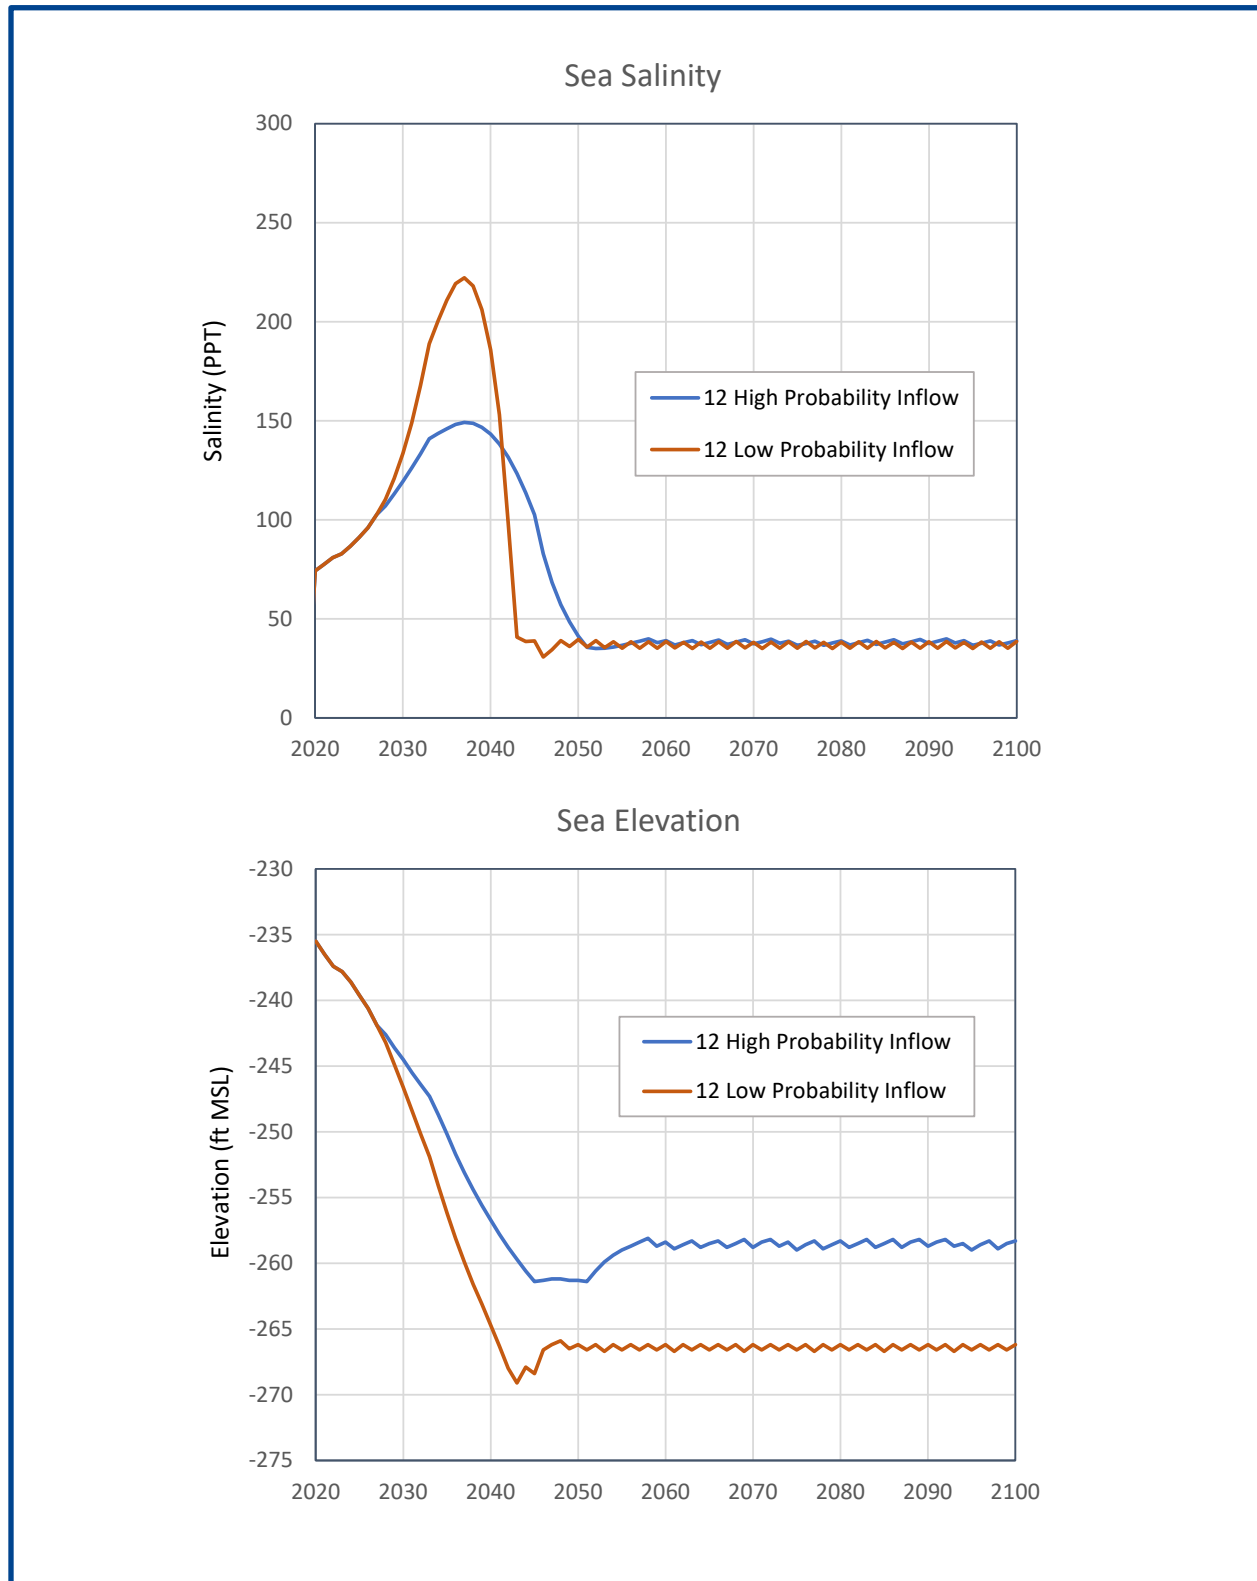 Sea Salinity
300
250
200
150
100
50
0
Salinity (PPT)
12 High Probability Inflow
12 Low Probability Inflow
2020 2030 2040 2050 2060 2070 2080 2090 2100
Sea Elevation
-230
-235
-240
-245
-250
-255
-260
-265
-270
-275
Elevation (ft MSL)
12 High Probability Inflow
12 Low Probability Inflow
2020 2030 2040 2050 2060 2070 2080 2090 2100